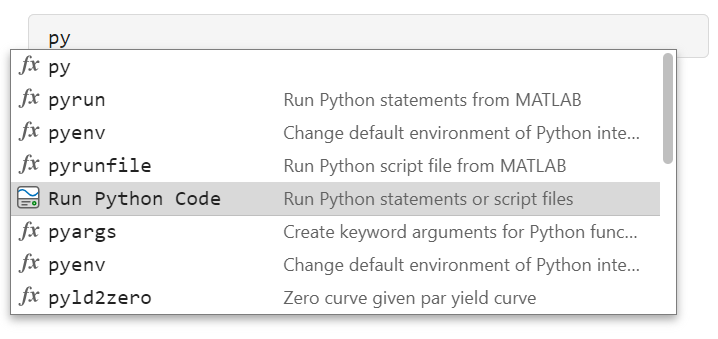 py
fx py
fx pyrun Run Python statements from MATLAB
fx pyenv Change default environment of Python inte...
fx pyrunfile Run Python script file from MATLAB
Run Python Code Run Python statements or script files
fx pyargs Create keyword arguments for Python func...
fx pyenv Change default environment of Python inte...
fx pyld2zero Zero curve given par yield curve